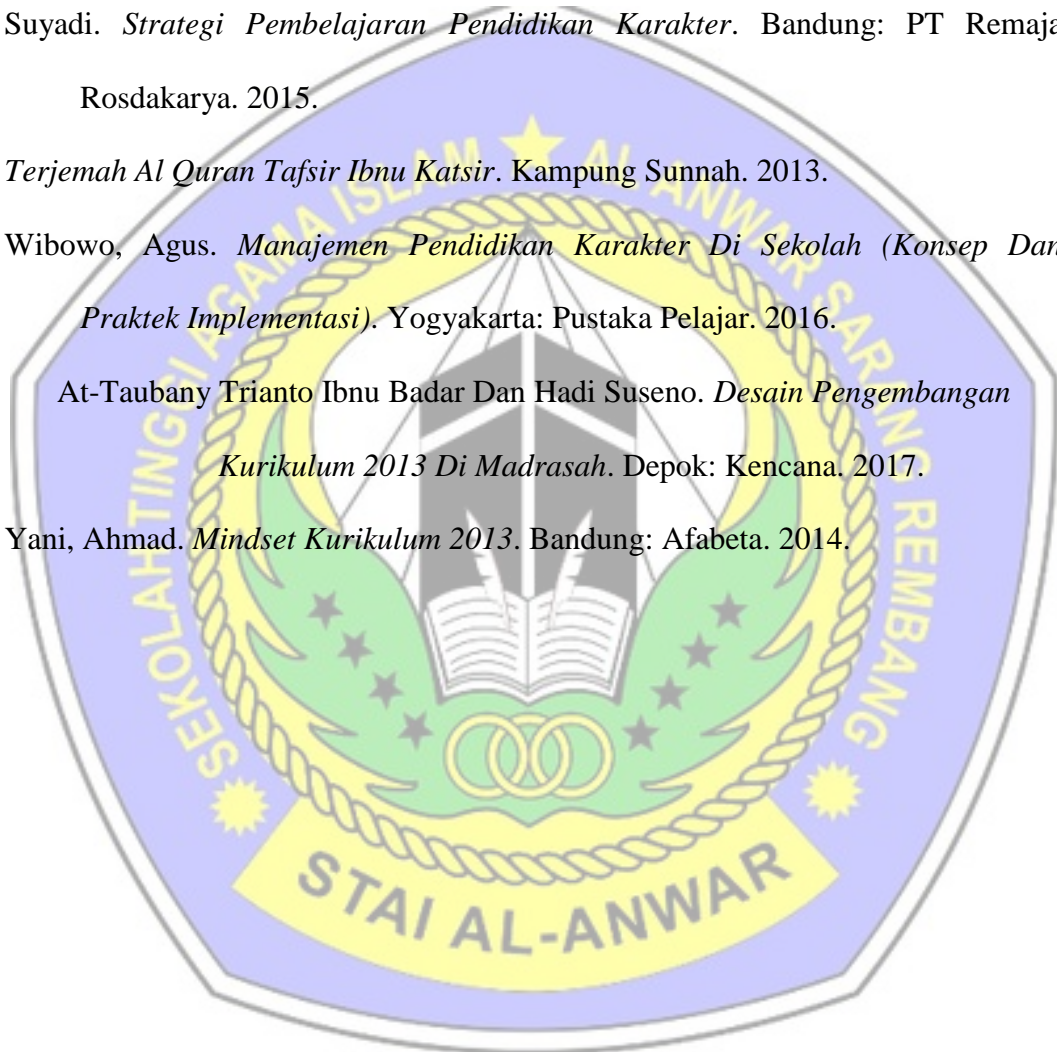 Suyadi. Strategi Pembelajaran Pendidikan Karakter. Bandung: PT Remaja
Rosdakarya. 2015.
Terjemah Al Quran Tafsir Ibnu Katsir. Kampung Sunnah. 2013.
Wibowo, Agus. Manajemen Pendidikan Karakter Di Sekolah (Konsep Dan
Praktek Implementasi). Yogyakarta: Pustaka Pelajar. 2016.
At-Taubany Trianto Ibnu Badar Dan Hadi Suseno. Desain Pengembangan
Kurikulum 2013 Di Madrasah. Depok: Kencana. 2017.
Yani, Ahmad. Mindset Kurikulum 2013. Bandung: Afabeta. 2014.
SEKOLAH TINGGI AGAMA ISLAM ★ AL-ANWAR SARANG REMBANG
STAI AL-ANWAR